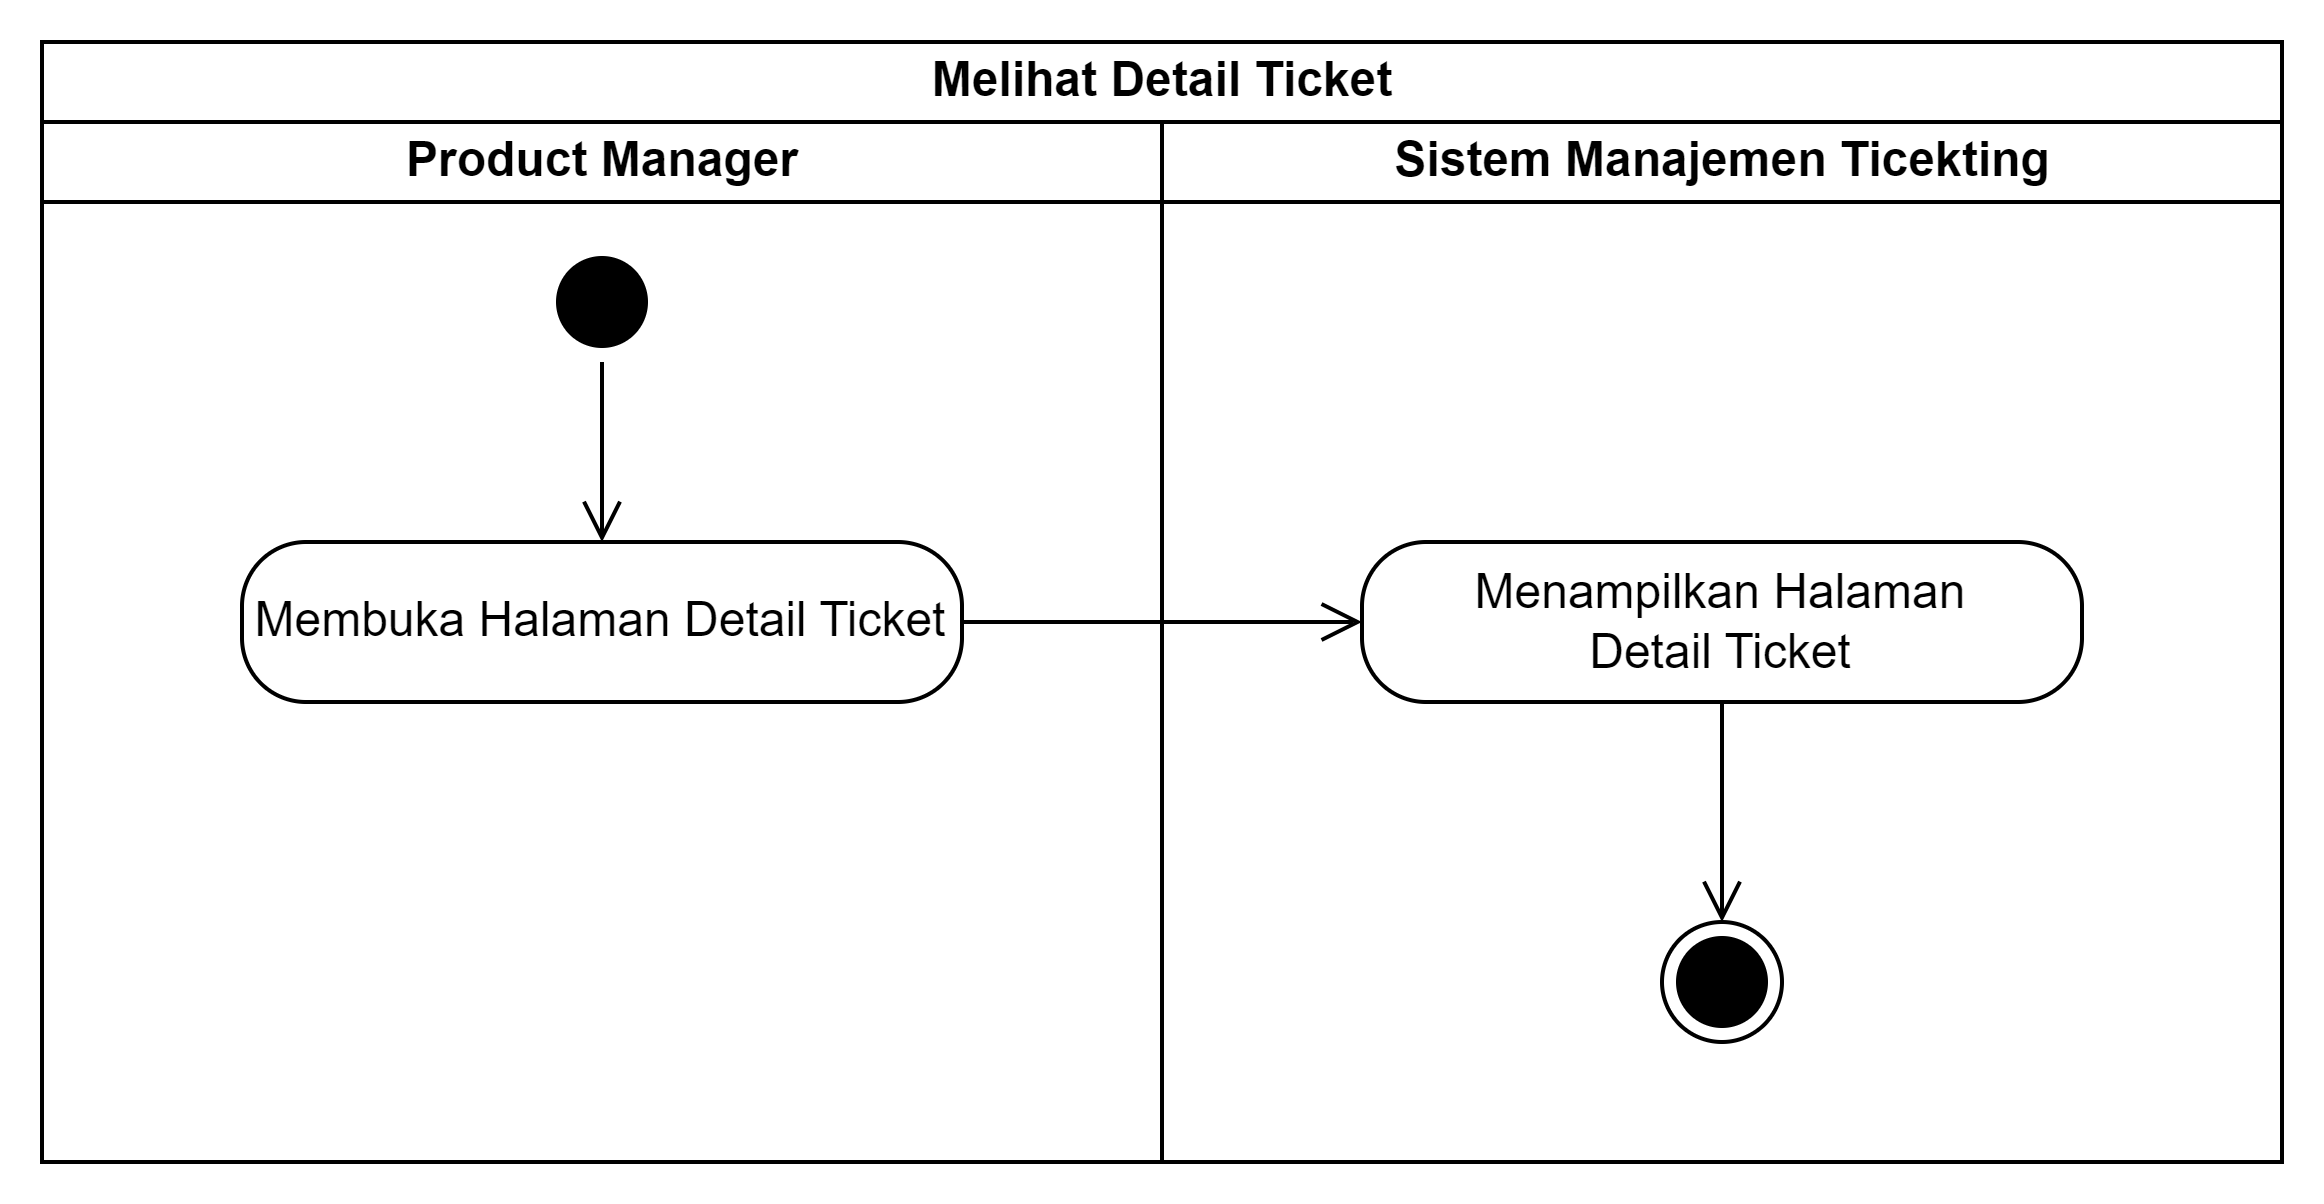 Melihat Detail Ticket
Product Manager
Sistem Manajemen Ticekting
Membuka Halaman Detail Ticket
Menampilkan Halaman
Detail Ticket